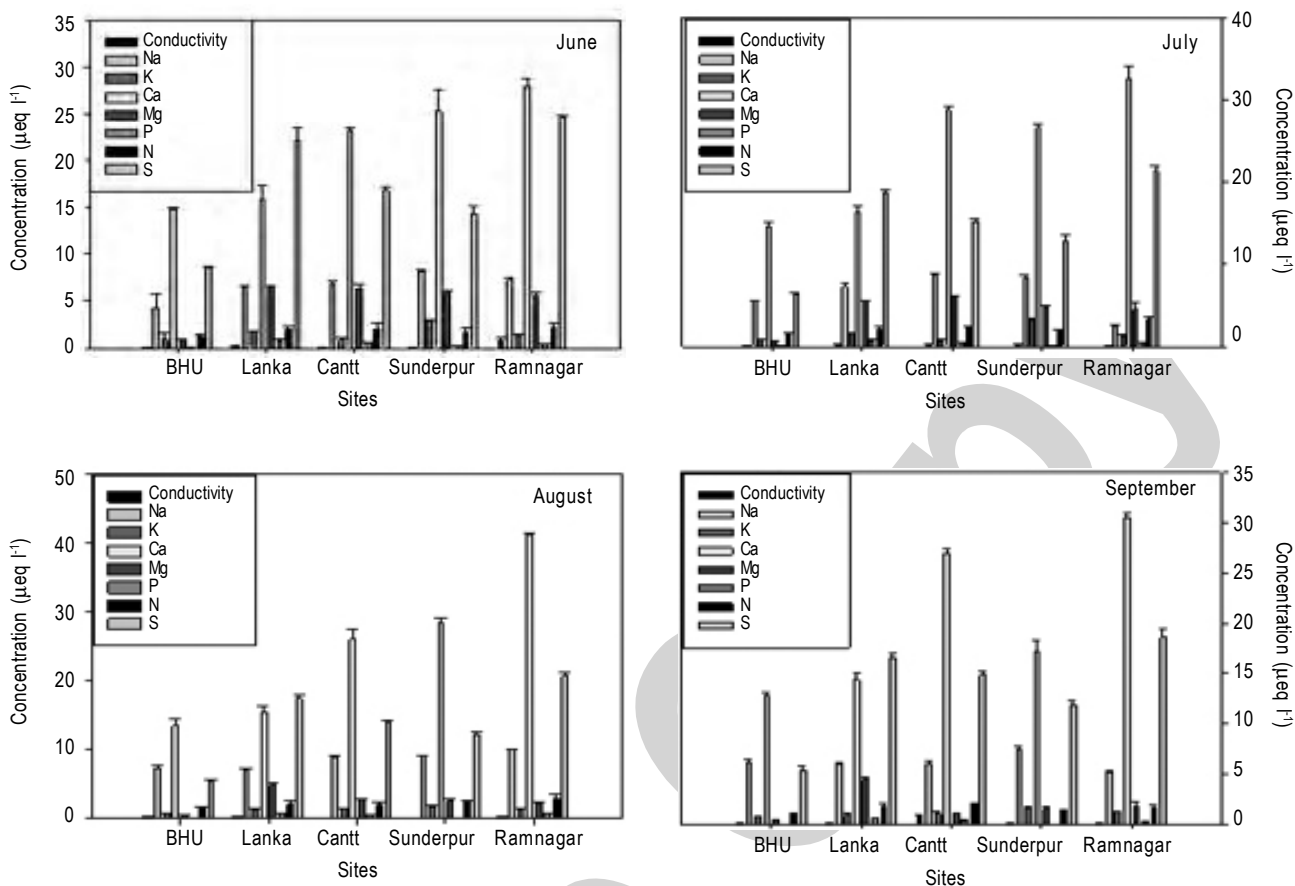 June
35
30
25
20
15
10
5
0
Concentration (µeq l-1)
Conductivity
Na
K
Ca
Mg
P
N
S
BHU Lanka Cantt Sunderpur Ramnagar
Sites
July
40
30
20
10
0
Concentration (µeq l-1)
Conductivity
Na
K
Ca
Mg
P
N
S
BHU Lanka Cantt Sunderpur Ramnagar
Sites
August
50
40
30
20
10
0
Concentration (µeq l-1)
Conductivity
Na
K
Ca
Mg
P
N
S
BHU Lanka Cantt Sunderpur Ramnagar
Sites
September
35
30
25
20
15
10
5
0
Concentration (µeq l-1)
Conductivity
Na
K
Ca
Mg
P
N
S
BHU Lanka Cantt Sunderpur Ramnagar
Sites